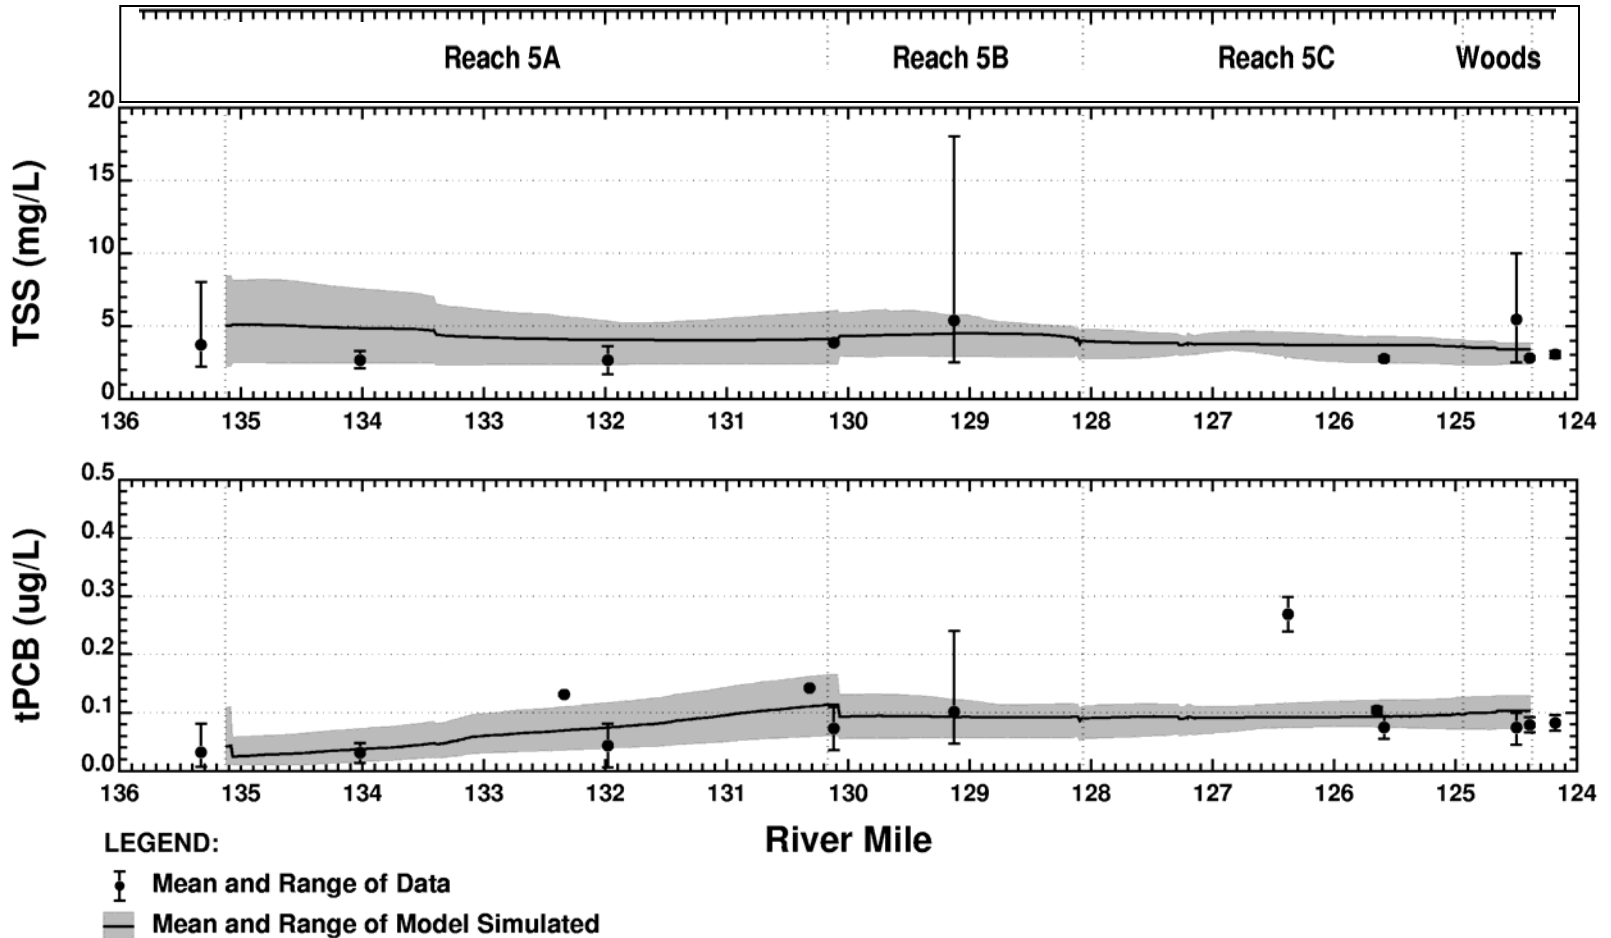 Reach 5A Reach 5B Reach 5C Woods
20
15
10
5
0
TSS (mg/L)
136 135 134 133 132 131 130 129 128 127 126 125 124
0.5
0.4
0.3
0.2
0.1
0.0
tPCB (ug/L)
136 135 134 133 132 131 130 129 128 127 126 125 124
River Mile
LEGEND:
Mean and Range of Data
Mean and Range of Model Simulated